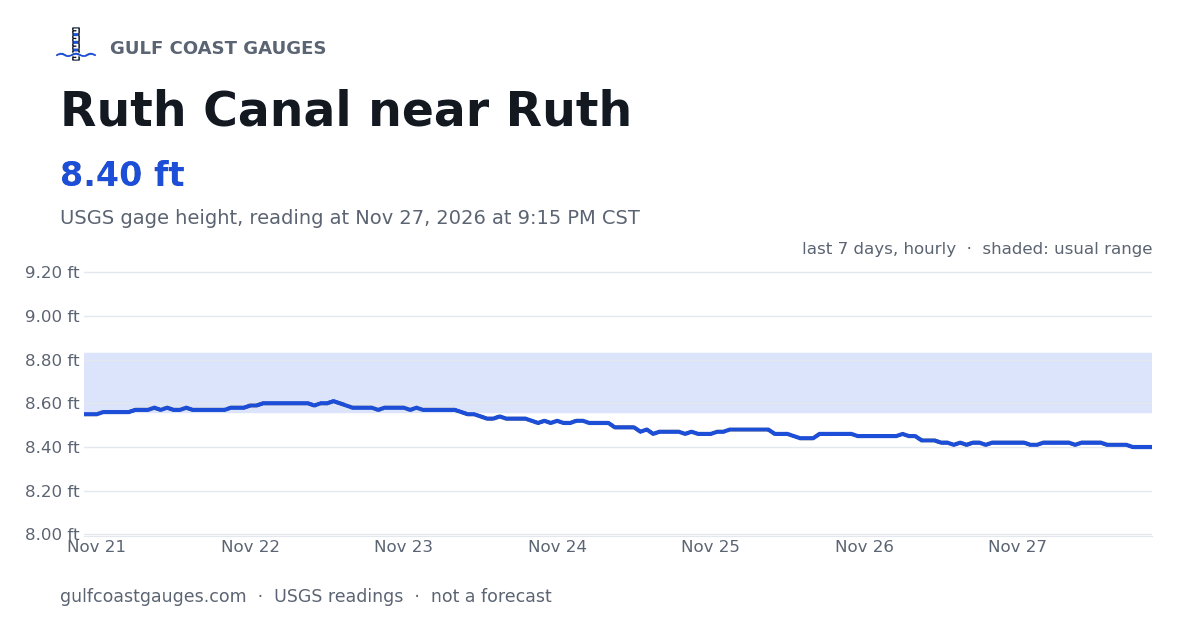 GULF COAST GAUGES
Ruth Canal near Ruth
8.40 ft
USGS gage height, reading at Nov 27, 2026 at 9:15 PM CST
last 7 days, hourly · shaded: usual range
9.20 ft
9.00 ft
8.80 ft
8.60 ft
8.40 ft
8.20 ft
8.00 ft
Nov 21 Nov 22 Nov 23 Nov 24 Nov 25 Nov 26 Nov 27
gulfcoastgauges.com · USGS readings · not a forecast